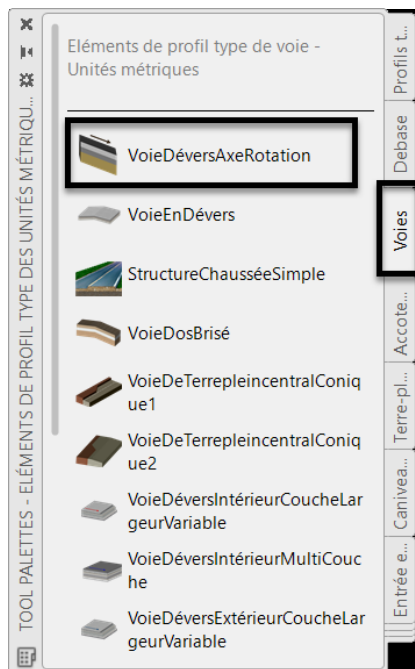 Eléments de profil type de voie -
Unités métriques
VoieDéversAxeRotation
VoieEnDévers
StructureChausséeSimple
VoieDosBrisé
VoieDeTerrepleincentralConiq
ue1
VoieDeTerrepleincentralConiq
ue2
VoieDéversIntérieurCoucheLar
geurVariable
VoieDéversIntérieurMultiCouc
he
VoieDéversExtérieurCoucheLar
geurVariable
TOOL PALETTES - ELÉMENTS DE PROFIL TYPE DES UNITÉS MÉTRIQU...
Profils t...
Debase
Voies
Accote...
Terre-pl...
Canivea...
Entrée e...